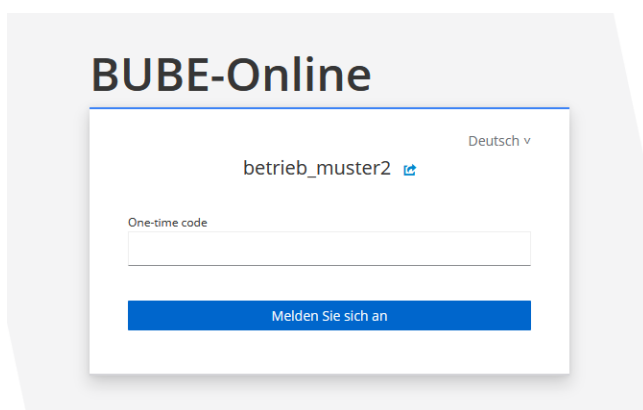 BUBE-Online
Deutsch
betrieb_muster2
One-time code
Melden Sie sich an